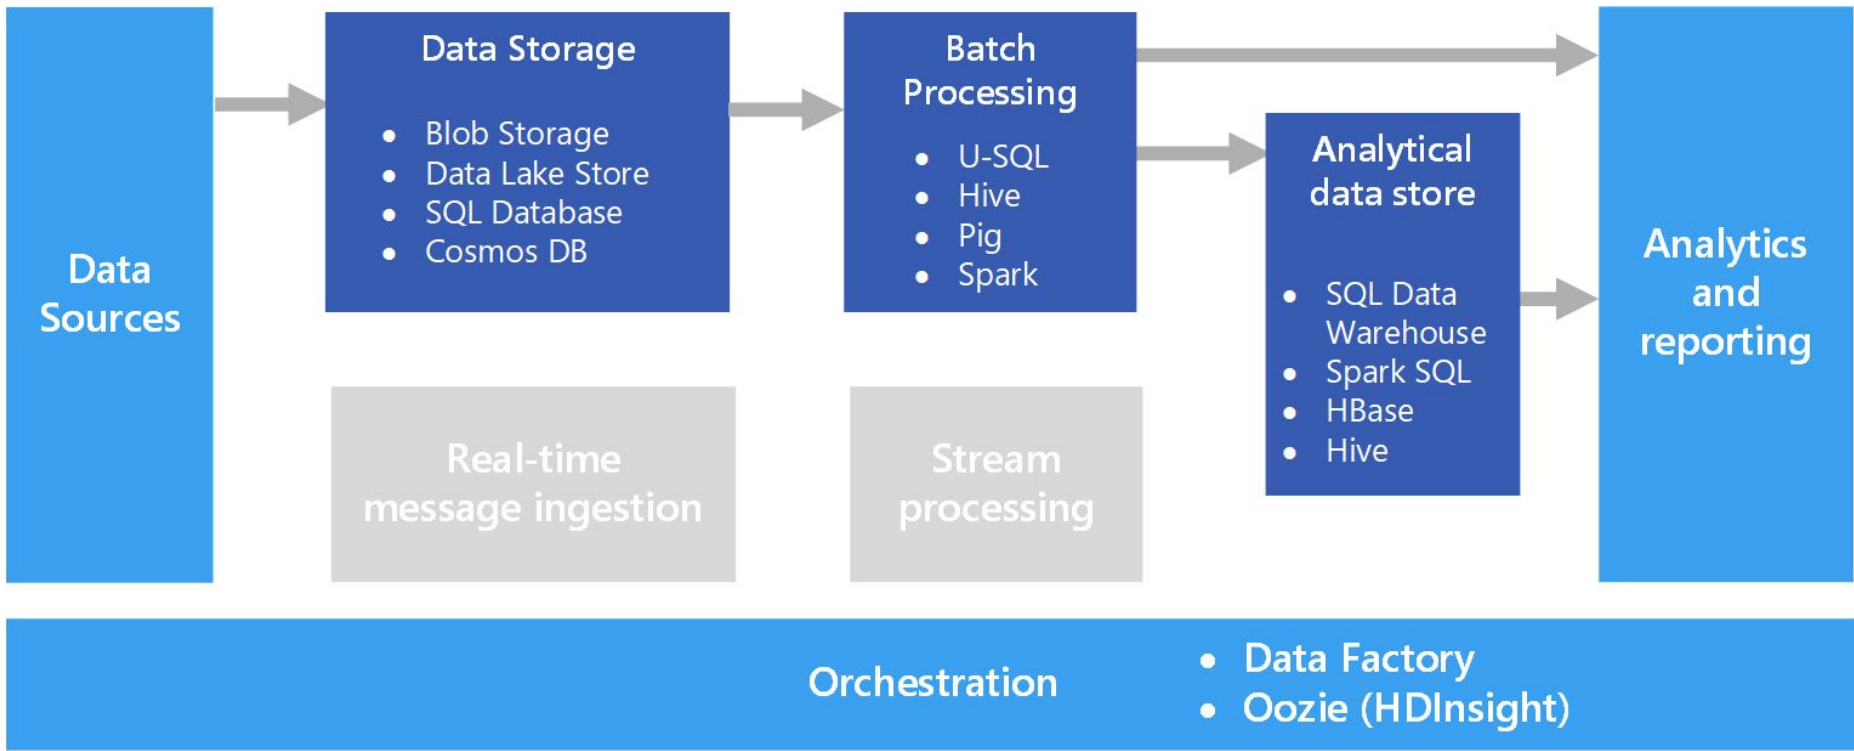 Data
Sources
Data Storage
• Blob Storage
• Data Lake Store
• SQL Database
• Cosmos DB
Batch
Processing
• U-SQL
• Hive
• Pig
• Spark
Analytical
data store
• SQL Data
Warehouse
• Spark SQL
• HBase
• Hive
Analytics
and
reporting
Real-time
message ingestion
Stream
processing
Orchestration
• Data Factory
• Oozie (HDInsight)